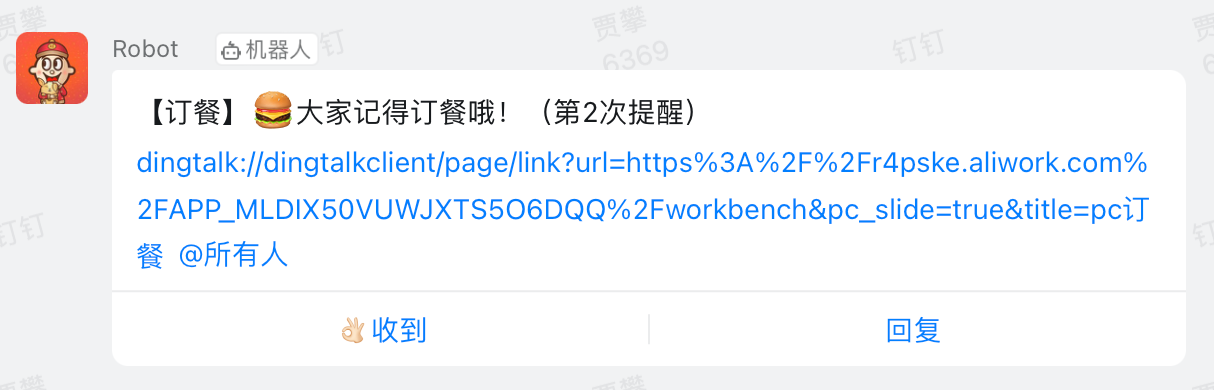 Robot 机器人
【订餐】🍔大家记得订餐哦！（第2次提醒）
dingtalk://dingtalkclient/page/link?url=https%3A%2F%2Fr4pske.aliwork.com%
2FAPP_MLDIX50VUWJXTS5O6DQQ%2Fworkbench&pc_slide=true&title=pc订
餐 @所有人
👌🏻收到 回复
贾攀
6369
钉钉